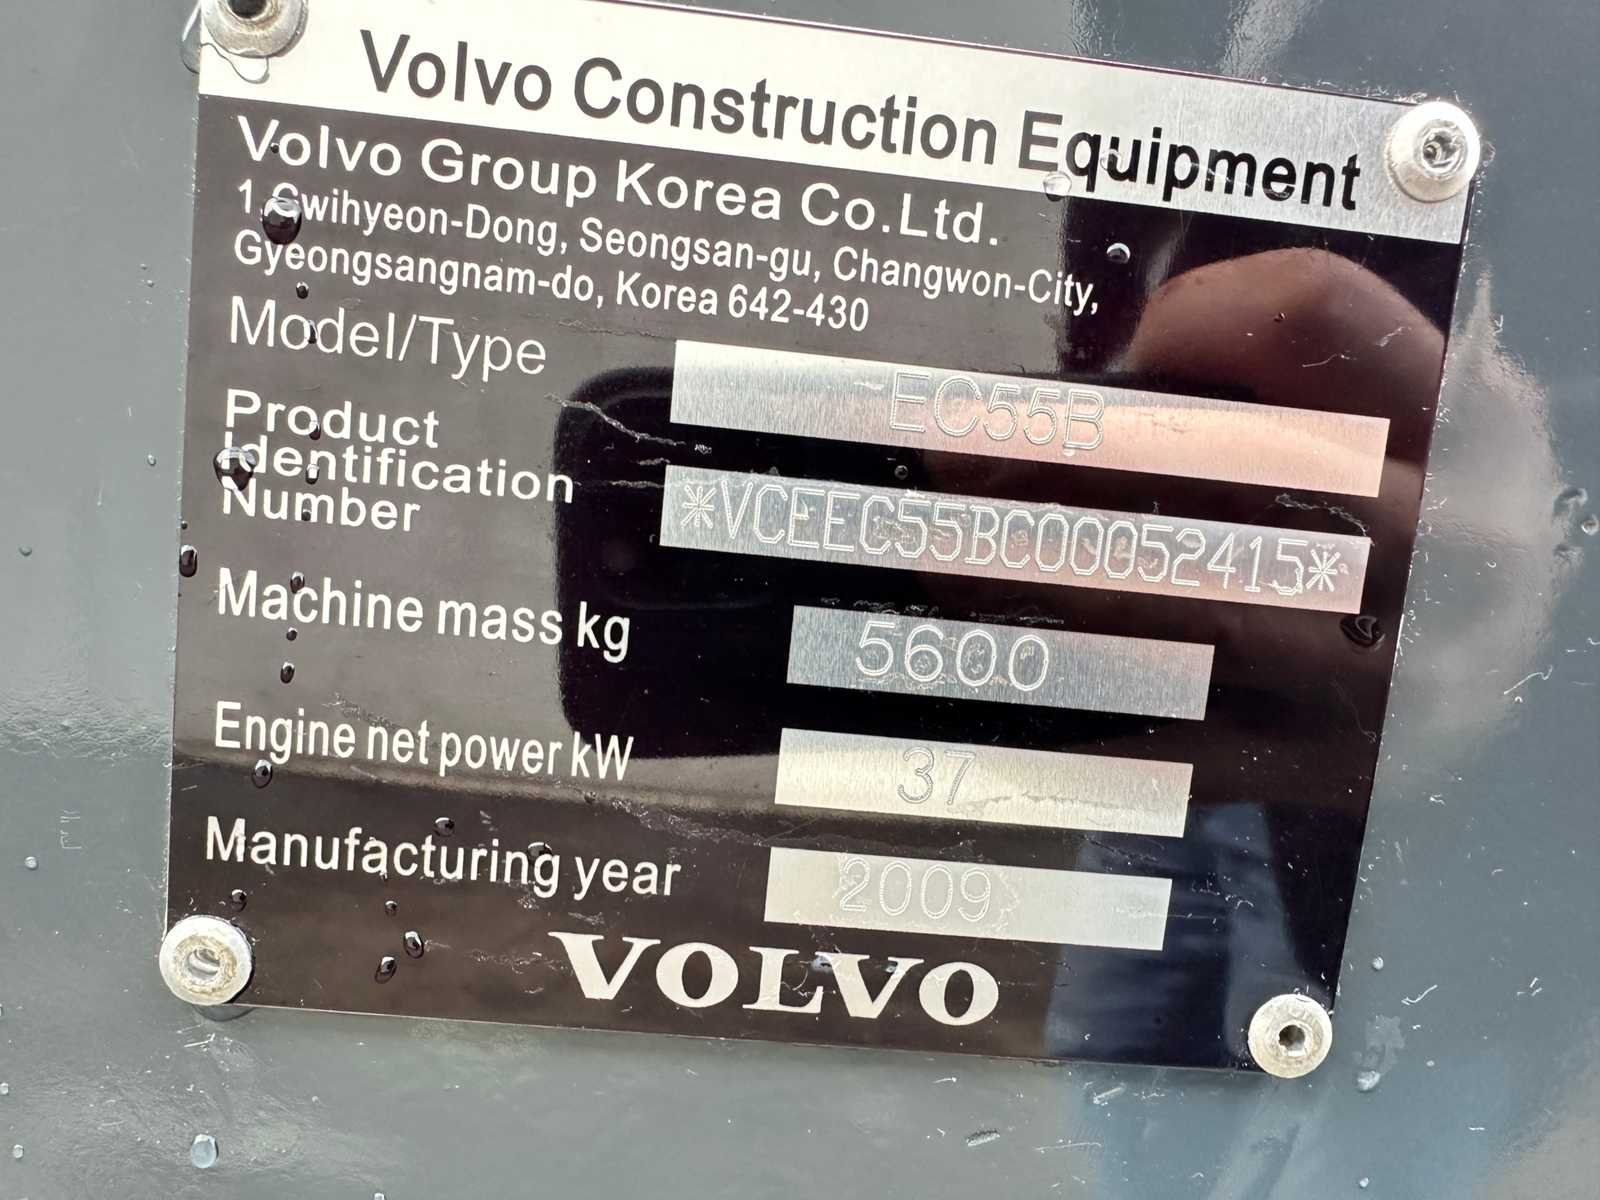 Volvo Construction Equipment
Volvo Group Korea Co.Ltd.
1 Gwihyeon-Dong, Seongsan-gu, Changwon-City,
Gyeongsangnam-do, Korea 642-430
Model/Type EC55B
Product
Identification
Number
*VCEEC55BC00052415*
Machine mass kg 5600
Engine net power kW 37
Manufacturing year 2009
VOLVO